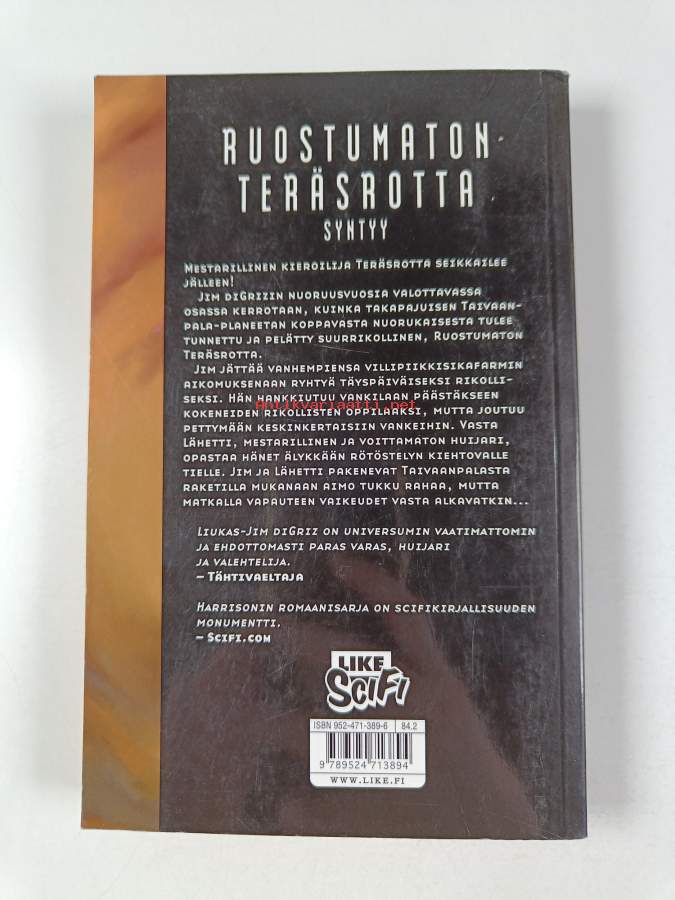 RUOSTUMATON
TERÄSROTTA
SYNTYY
MESTARILLINEN KIEROILIJA TERÄSROTTA SEIKKAILEE
JÄLLEEN!
JIM DIGRIZIN NUORUUSVUOSIA VALOTTAVASSA
OSASSA KERROTAAN, KUINKA TAKAPAJUISEN TAIVAAN-
PALA-PLANEETAN KOPPAVASTA NUORUKAISESTA TULEE
TUNNETTU JA PELÄTTY SUURRIKOLLINEN, RUOSTUMATON
TERÄSROTTA.
JIM JÄTTÄÄ VANHEMPIENSA VILLIPIIKKISIKAFARMIN
AIKOMUKSENAAN RYHTYÄ TÄYSPÄIVÄISEKSI RIKOLLI-
SEKSI. HÄN HANKKIUTUU VANKILAAN PÄÄSTÄKSEEN
Antikvariaatti.net
KOKENEIDEN RIKOLLISTEN OPPILAAKSI, MUTTA JOUTUU
PETTYMÄÄN KESKINKERTAISIIN VANKEIHIN. VASTA
LÄHETTI, MESTARILLINEN JA VOITTAMATON HUIJARI,
OPASTAA HÄNET ÄLYKKÄÄN RÖTÖSTELYN KIEHTOVALLE
TIELLE. JIM JA LÄHETTI PAKENEVAT TAIVAANPALASTA
RAKETILLA MUKANAAN AIMO TUKKU RAHAA, MUTTA
MATKALLA VAPAUTEEN VAIKEUDET VASTA ALKAVATKIN...
LIUKAS-JIM DIGRIZ ON UNIVERSUMIN VAATIMATTOMIN
JA EHDOTTOMASTI PARAS VARAS, HUIJARI
JA VALEHTELIJA.
– TÄHTIVAELTAJA
HARRISONIN ROMAANISARJA ON SCIFIKIRJALLISUUDEN
MONUMENTTI.
– SCIFI.COM
LIKE
SCIFI
ISBN 952-471-389-6 84.2
9 789524 713894
WWW.LIKE.FI